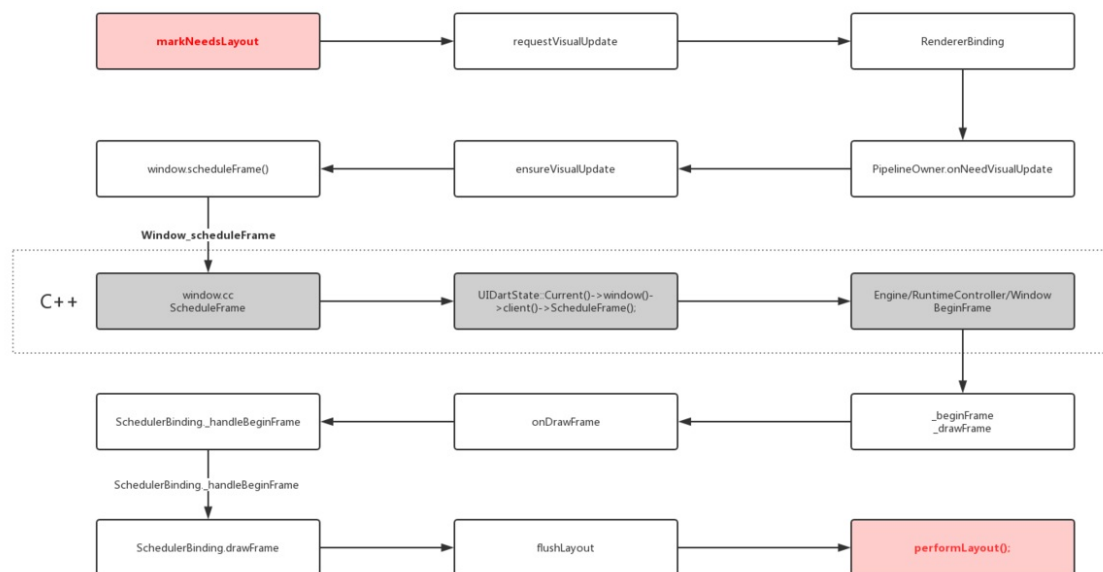 markNeedsLayout
requestVisualUpdate
RendererBinding
window.scheduleFrame()
ensureVisualUpdate
PipelineOwner.onNeedVisualUpdate
Window_scheduleFrame
C++
window.cc
ScheduleFrame
UIDartState::Current()->window()-
>client()->ScheduleFrame();
Engine/RuntimeController/Window
BeginFrame
SchedulerBinding._handleBeginFrame
onDrawFrame
_beginFrame
_drawFrame
SchedulerBinding._handleBeginFrame
SchedulerBinding.drawFrame
flushLayout
performLayout();